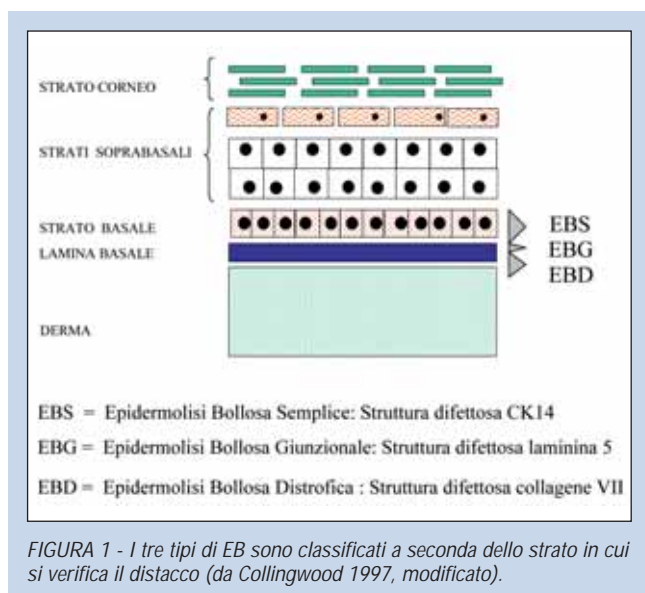 STRATO CORNEO
STRATI SOPRABASALI
STRATO BASALE
LAMINA BASALE
DERMA
EBS
EBG
EBD
EBS = Epidermolisi Bollosa Semplice: Struttura difettosa CK14
EBG = Epidermolisi Bollosa Giunzionale: Struttura difettosa laminina 5
EBD = Epidermolisi Bollosa Distrofica : Struttura difettosa collagene VII
FIGURA 1 - I tre tipi di EB sono classificati a seconda dello strato in cui
si verifica il distacco (da Collingwood 1997, modificato).